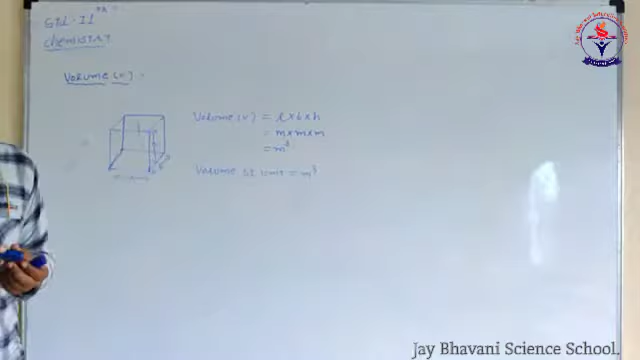 Std-11
Chemistry
Volume (V) :-
Volume (V) = l × b × h
= m × m × m
= m³
Volume SI unit = m³
Jay Bhavani Science School.